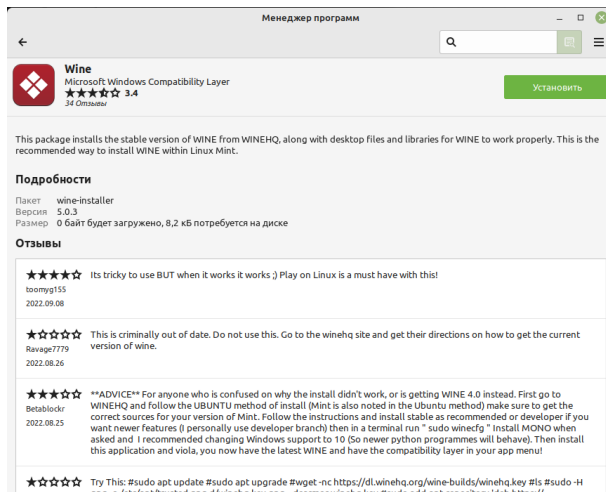 Менеджер программ
Wine
Microsoft Windows Compatibility Layer
3.4
34 Отзывы
Установить
This package installs the stable version of WINE from WINEHQ, along with desktop files and libraries for WINE to work properly. This is the
recommended way to install WINE within Linux Mint.
Подробности
Пакет wine-installer
Версия 5.0.3
Размер 0 байт будет загружено, 8,2 кБ потребуется на диске
Отзывы
Its tricky to use BUT when it works it works ;) Play on Linux is a must have with this!
toomyg155
2022.09.08
This is criminally out of date. Do not use this. Go to the winehq site and get their directions on how to get the current
version of wine.
Ravage7779
2022.08.26
**ADVICE** For anyone who is confused on why the install didn't work, or is getting WINE 4.0 instead. First go to
WINEHQ and follow the UBUNTU method of install (Mint is also noted in the Ubuntu method) make sure to get the
correct sources for your version of Mint. Follow the instructions and install stable as recommended or developer if you
want newer features (I personally use developer branch) then in a terminal run " sudo winecfg " Install MONO when
asked and I recommended changing Windows support to 10 (So newer python programmes will behave). Then install
this application and viola, you now have the latest WINE and have the compatibility layer in your app menu!
Betablockr
2022.08.25
Try This: #sudo apt update #sudo apt upgrade #wget -nc https://dl.winehq.org/wine-builds/winehq.key #ls #sudo -H